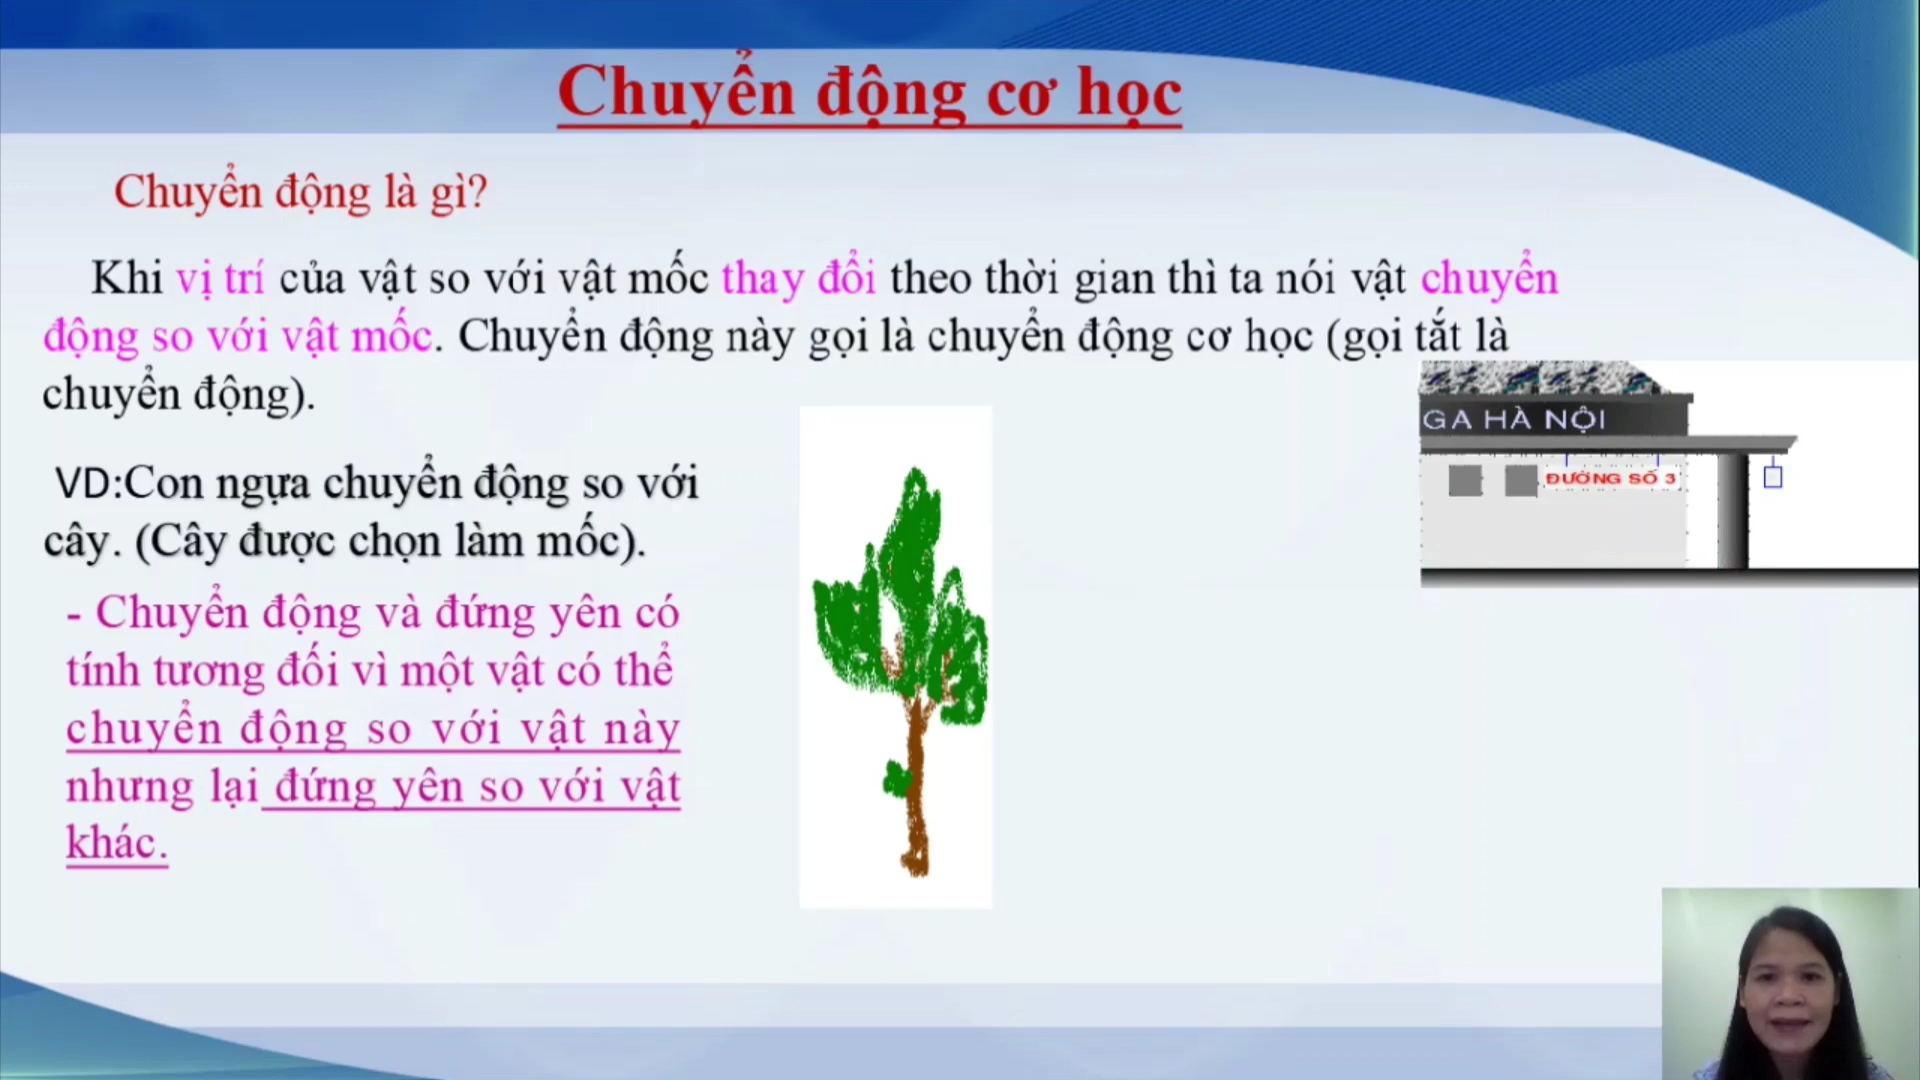 Chuyển động cơ học
Chuyển động là gì?
Khi vị trí của vật so với vật mốc thay đổi theo thời gian thì ta nói vật chuyển
động so với vật mốc. Chuyển động này gọi là chuyển động cơ học (gọi tắt là
chuyển động).
GA HÀ NỘI
ĐUỜNG SỐ 3
VD:Con ngựa chuyển động so với
cây. (Cây được chọn làm mốc).
- Chuyển động và đứng yên có
tính tương đối vì một vật có thể
chuyển động so với vật này
nhưng lại đứng yên so với vật
khác.